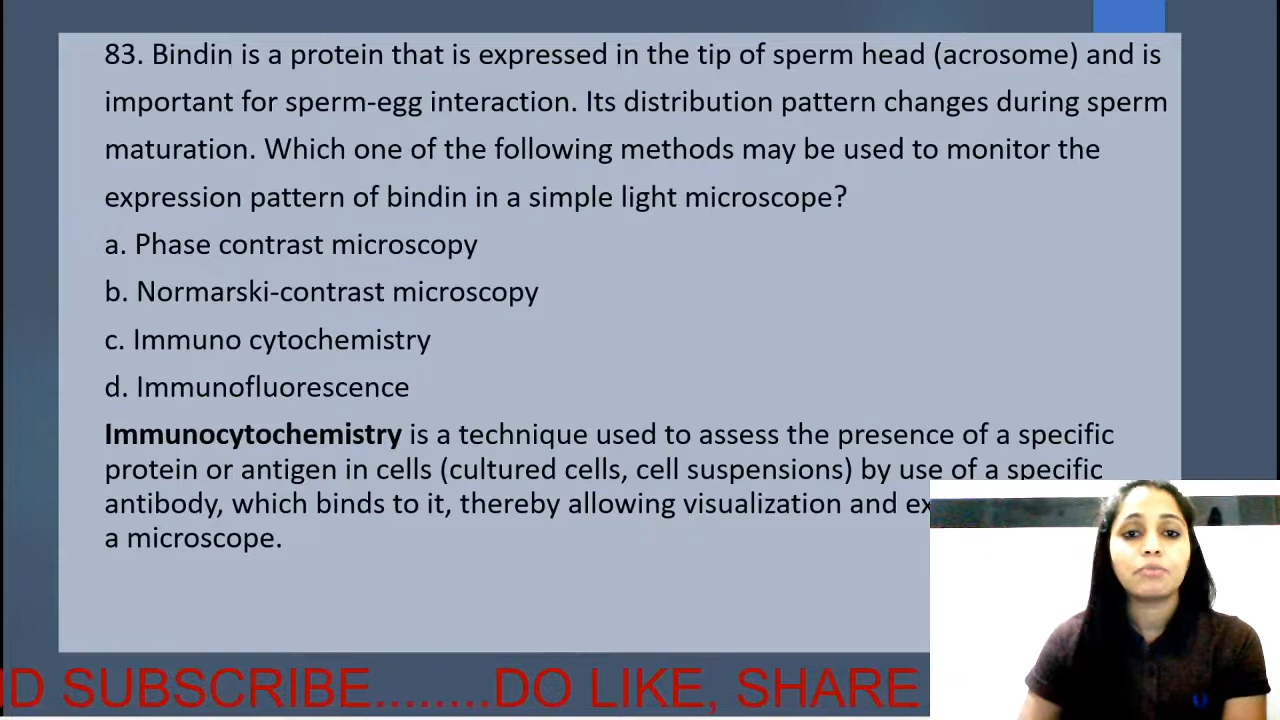 83. Bindin is a protein that is expressed in the tip of sperm head (acrosome) and is
important for sperm-egg interaction. Its distribution pattern changes during sperm
maturation. Which one of the following methods may be used to monitor the
expression pattern of bindin in a simple light microscope?
a. Phase contrast microscopy
b. Normarski-contrast microscopy
c. Immuno cytochemistry
d. Immunofluorescence
Immunocytochemistry is a technique used to assess the presence of a specific
protein or antigen in cells (cultured cells, cell suspensions) by use of a specific
antibody, which binds to it, thereby allowing visualization and
a microscope.
SUBSCRIBE........DO LIKE, SHARE